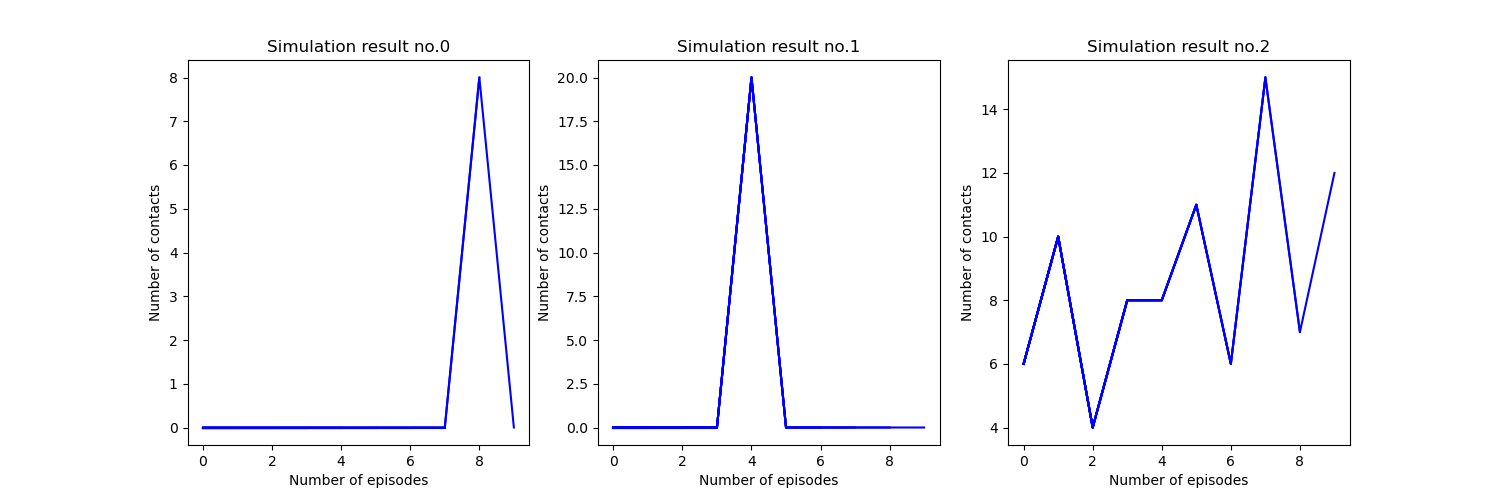 Simulation result no.0
8
7
6
5
4
3
2
1
0
Number of contacts
0 2 4 6 8
Number of episodes
Simulation result no.1
20.0
17.5
15.0
12.5
10.0
7.5
5.0
2.5
0.0
Number of contacts
0 2 4 6 8
Number of episodes
Simulation result no.2
14
12
10
8
6
4
Number of contacts
0 2 4 6 8
Number of episodes